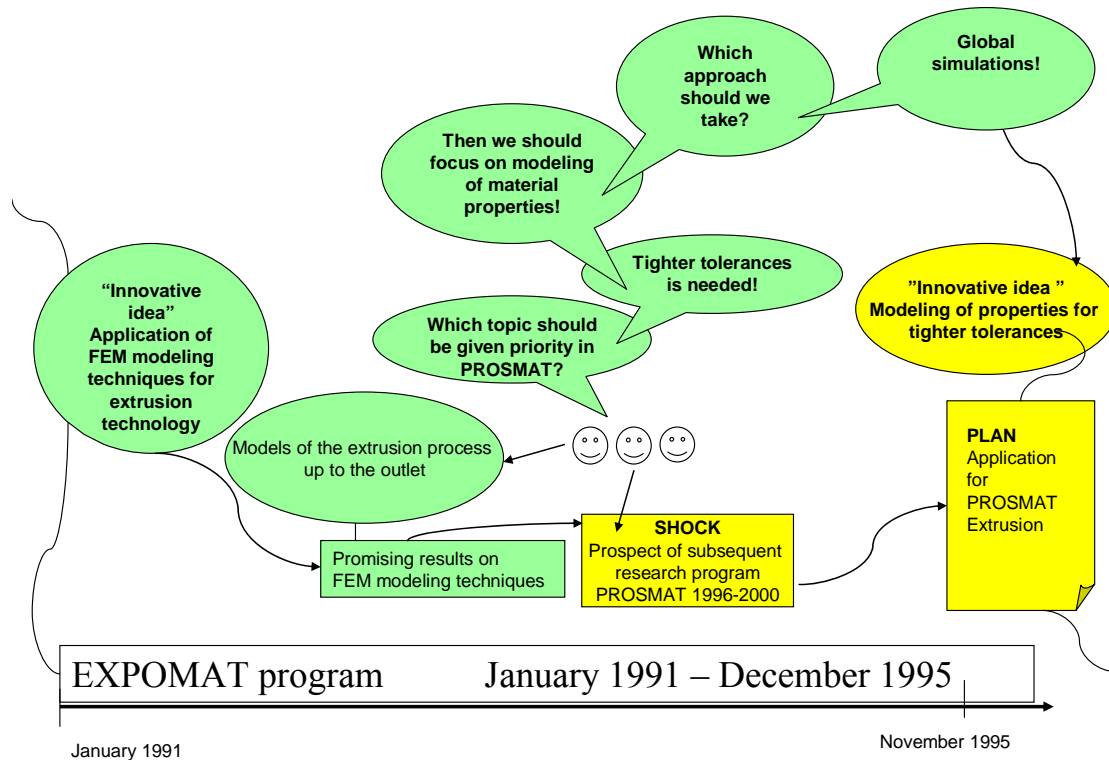 Which
approach
should we
take?
Global
simulations!
Then we should
focus on modeling
of material
properties!
Tighter tolerances
is needed!
Which topic should
be given priority in
PROSMAT?
“Innovative
idea”
Application of
FEM modeling
techniques for
extrusion
technology
”Innovative idea ”
Modeling of properties for
tighter tolerances
Models of the extrusion process
up to the outlet
Promising results on
FEM modeling techniques
SHOCK
Prospect of subsequent
research program
PROSMAT 1996-2000
PLAN
Application
for
PROSMAT
Extrusion
EXPOMAT program January 1991 – December 1995
January 1991
November 1995